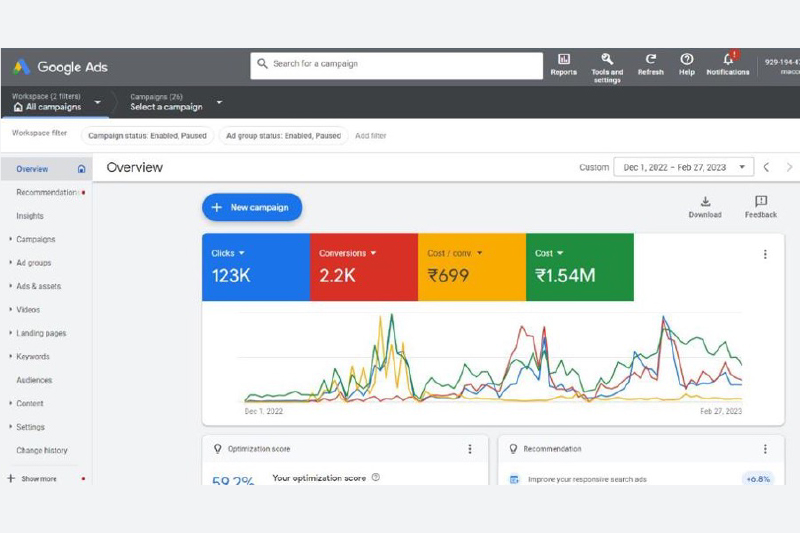 Google Ads
Search for a campaign
Reports
Tools and settings
Refresh
Help
!
Notifications
Workspace (2 filters)
All campaigns
Campaigns (26)
Select a campaign
Workspace filter
Campaign status: Enabled, Paused
Ad group status: Enabled, Paused
Add filter
Overview
Recommendation
Insights
Campaigns
Ad groups
Ads & assets
Videos
Landing pages
Keywords
Audiences
Content
Settings
Change history
Show more
Overview
Custom
Dec 1, 2022 – Feb 27, 2023
New campaign
Download
Feedback
Clicks
123K
Conversions
2.2K
Cost / conv.
₹699
Cost
₹1.54M
Dec 1, 2022
Feb 27, 2023
Optimization score
59.2%
Your optimization score
Recommendation
Improve your responsive search ads
+6.8%